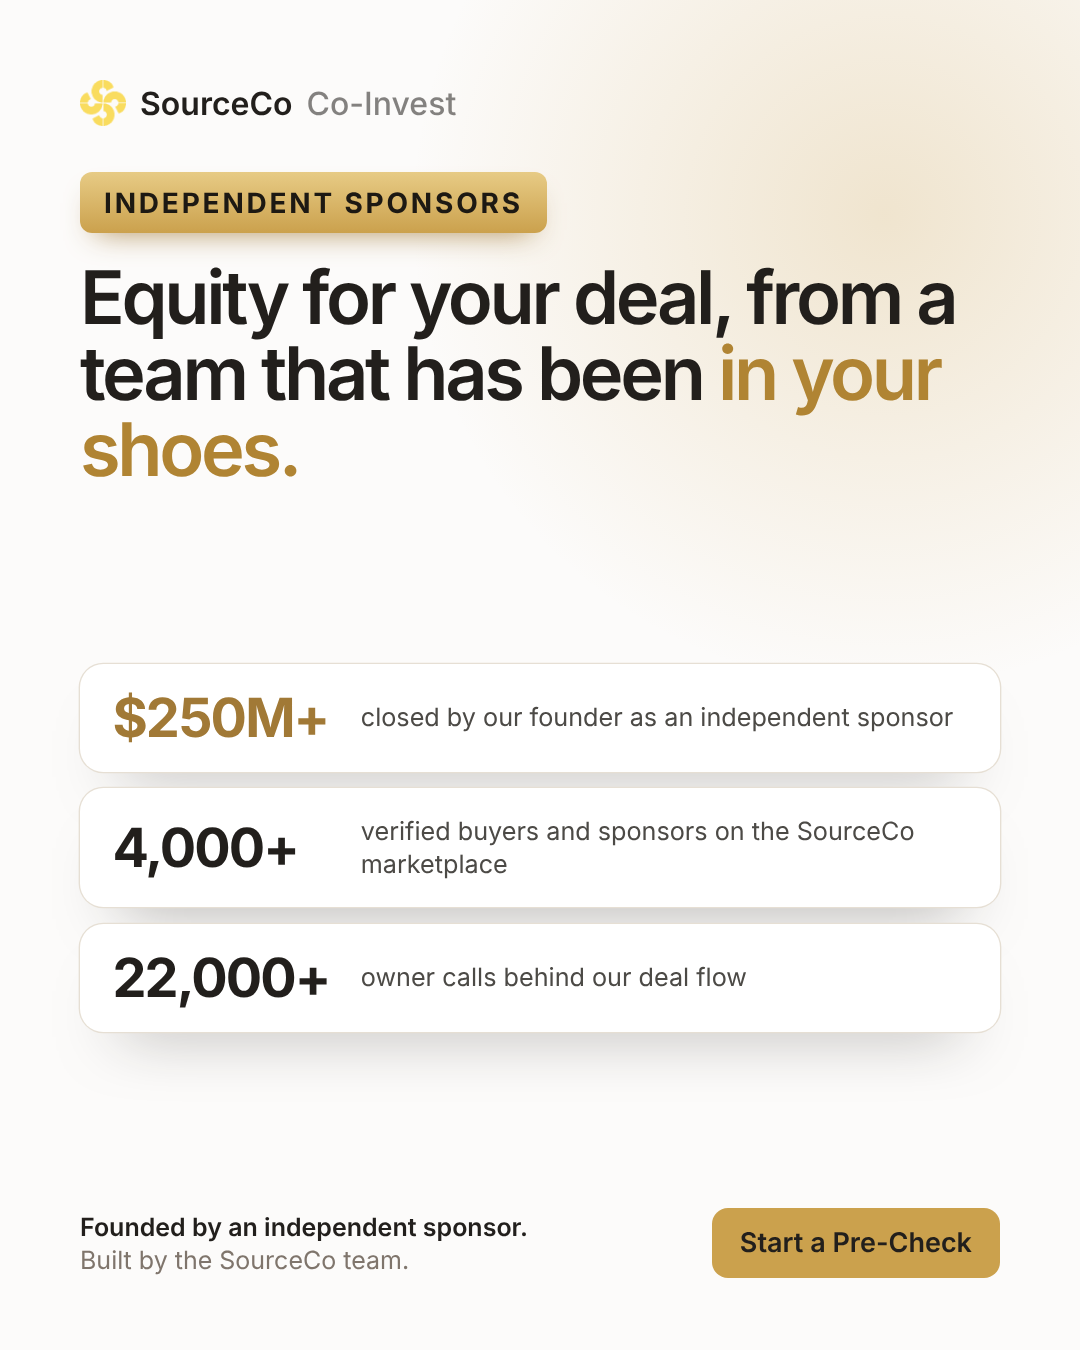 SourceCo Co-Invest
INDEPENDENT SPONSORS
Equity for your deal, from a
team that has been in your
shoes.
$250M+ closed by our founder as an independent sponsor
4,000+ verified buyers and sponsors on the SourceCo
marketplace
22,000+ owner calls behind our deal flow
Founded by an independent sponsor.
Built by the SourceCo team.
Start a Pre-Check